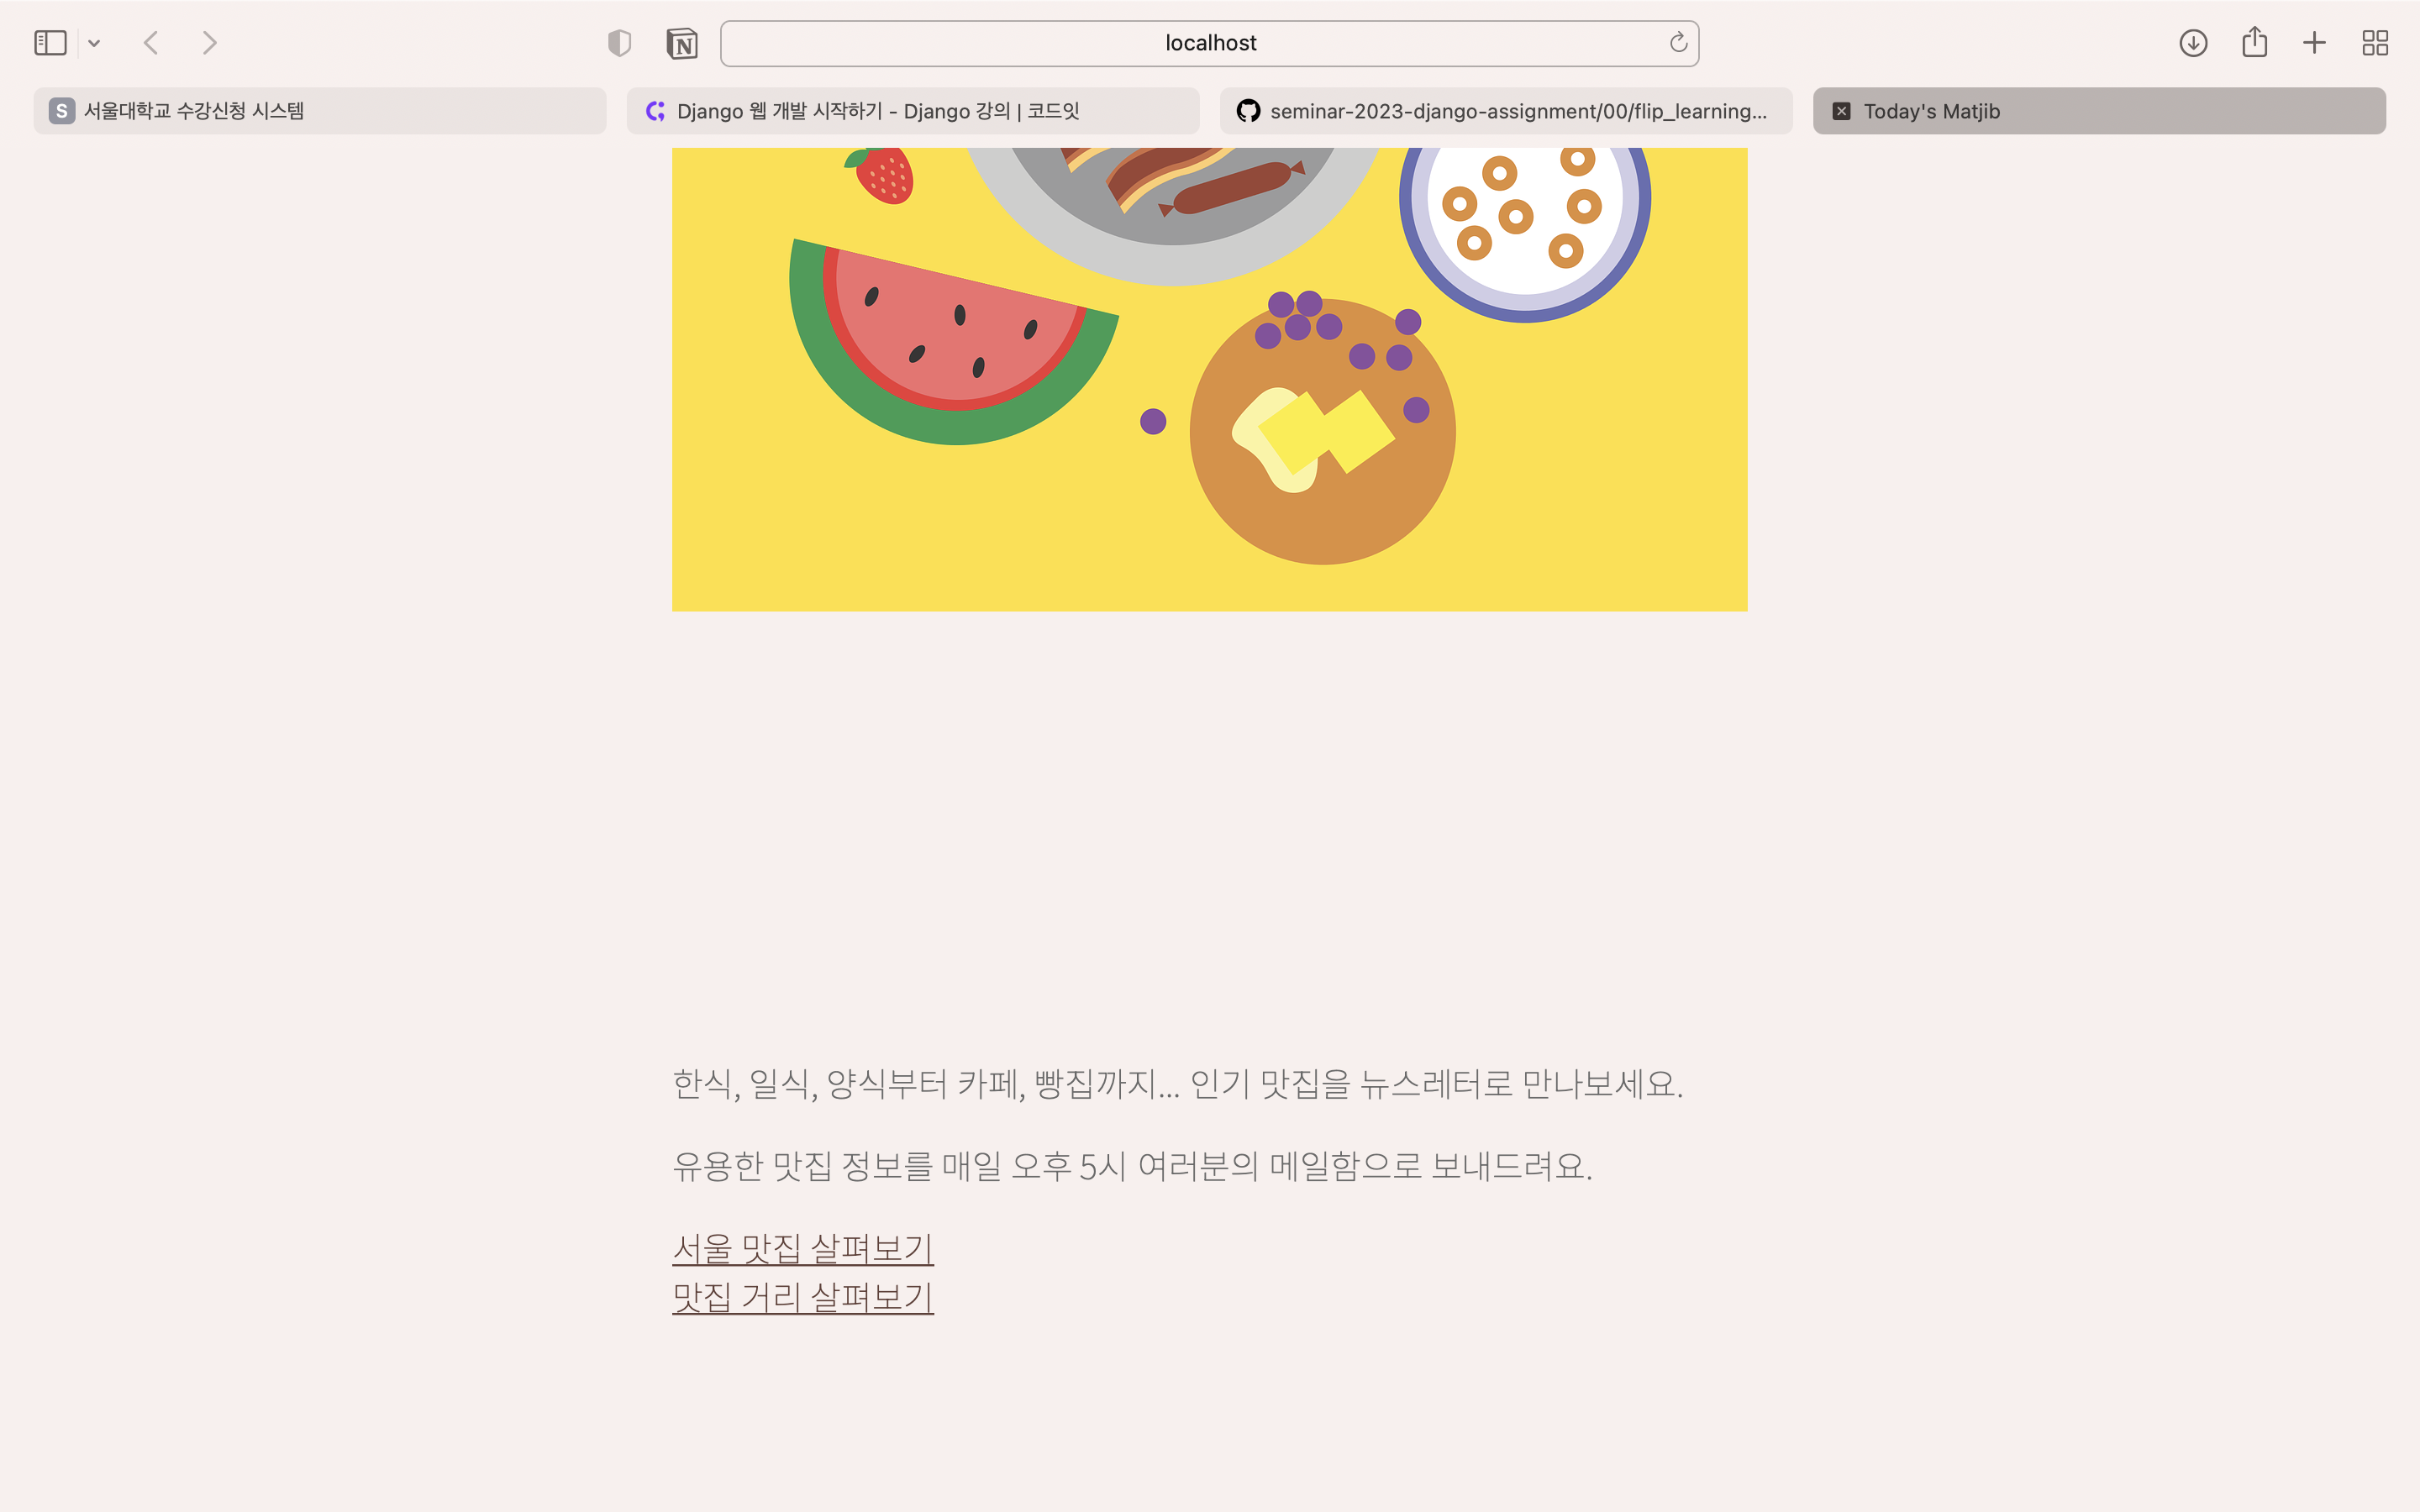 localhost
S 서울대학교 수강신청 시스템
Django 웹 개발 시작하기 - Django 강의 | 코드잇
seminar-2023-django-assignment/00/flip_learning...
Today's Matjib
한식, 일식, 양식부터 카페, 빵집까지... 인기 맛집을 뉴스레터로 만나보세요.
유용한 맛집 정보를 매일 오후 5시 여러분의 메일함으로 보내드려요.
서울 맛집 살펴보기
맛집 거리 살펴보기